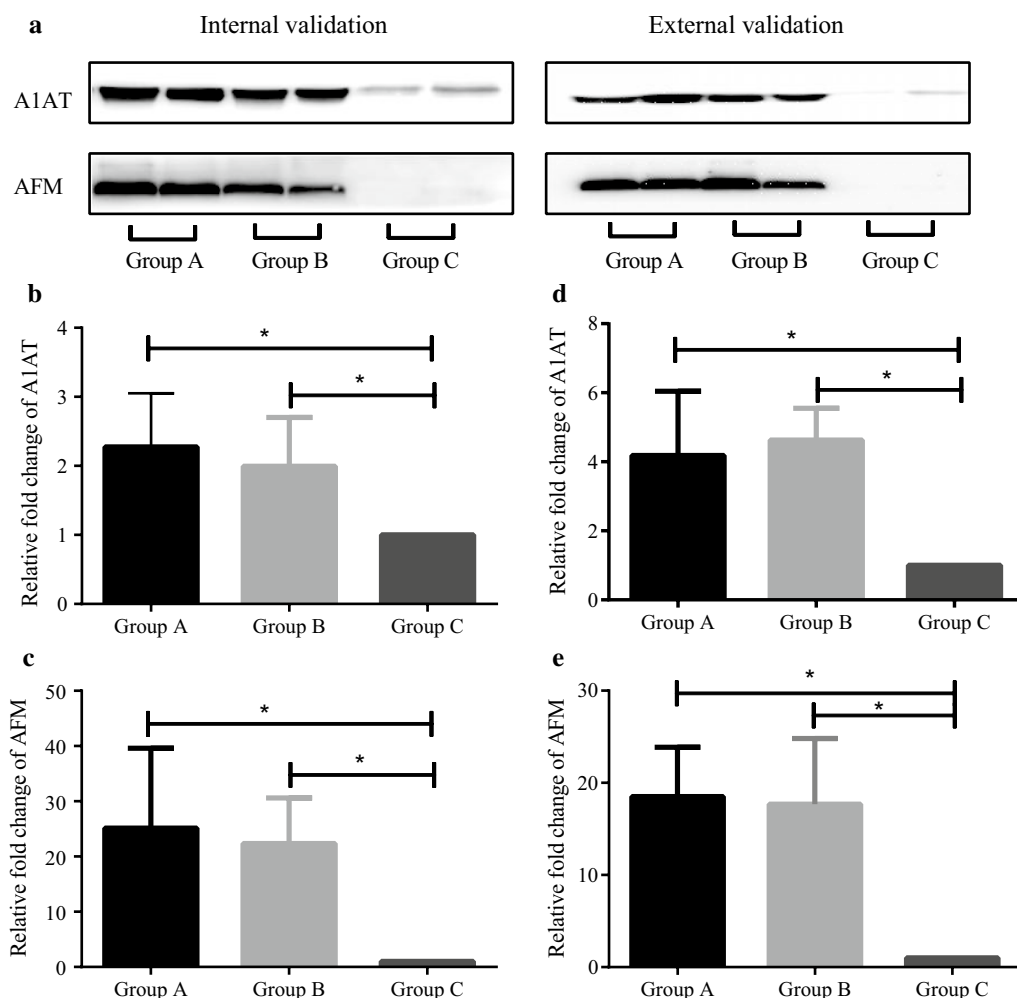 a
Internal validation
External validation
A1AT
AFM
Group A Group B Group C
Group A Group B Group C
b
Relative fold change of A1AT
4
3
2
1
0
*
*
Group A Group B Group C
d
Relative fold change of A1AT
8
6
4
2
0
*
*
Group A Group B Group C
c
Relative fold change of AFM
50
40
30
20
10
0
*
*
Group A Group B Group C
e
Relative fold change of AFM
30
20
10
0
*
*
Group A Group B Group C